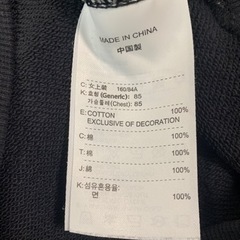 MADE IN CHINA
中国製
C: 女上装 160/84A
K: 호칭 (Generic): 85
가슴둘레(Chest): 85
E: COTTON 100%
EXCLUSIVE OF DECORATION
C: 棉 100%
T: 棉 100%
J: 綿 100%
K: 섬유혼용율:
면 100%